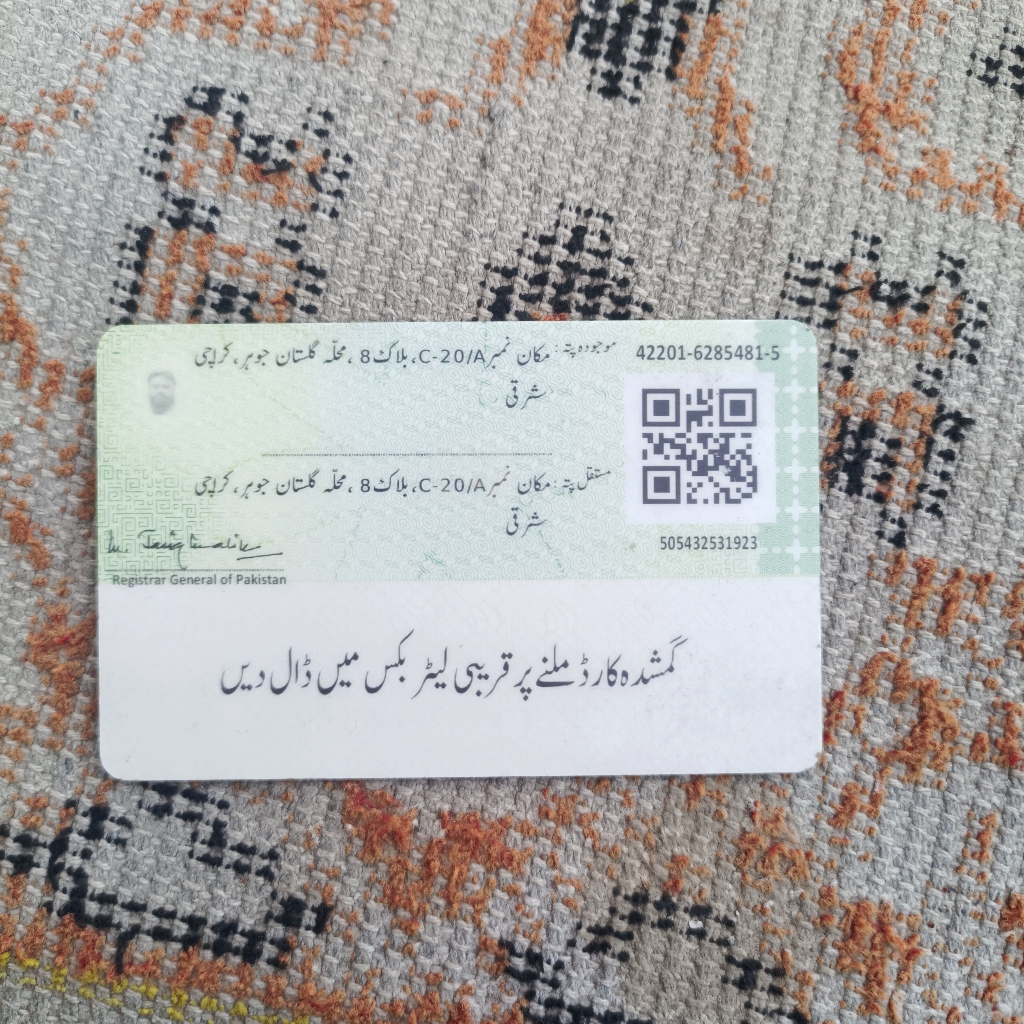 42201-6285481-5
موجودہ پتہ: مکان نمبر C-20/A، بلاک 8، محلّہ گلستان جوہر، کراچی
شرقی
مستقل پتہ: مکان نمبر C-20/A، بلاک 8، محلّہ گلستان جوہر، کراچی
شرقی
505432531923
Registrar General of Pakistan
گمشدہ کارڈ ملنے پر قریبی لیٹر بکس میں ڈال دیں